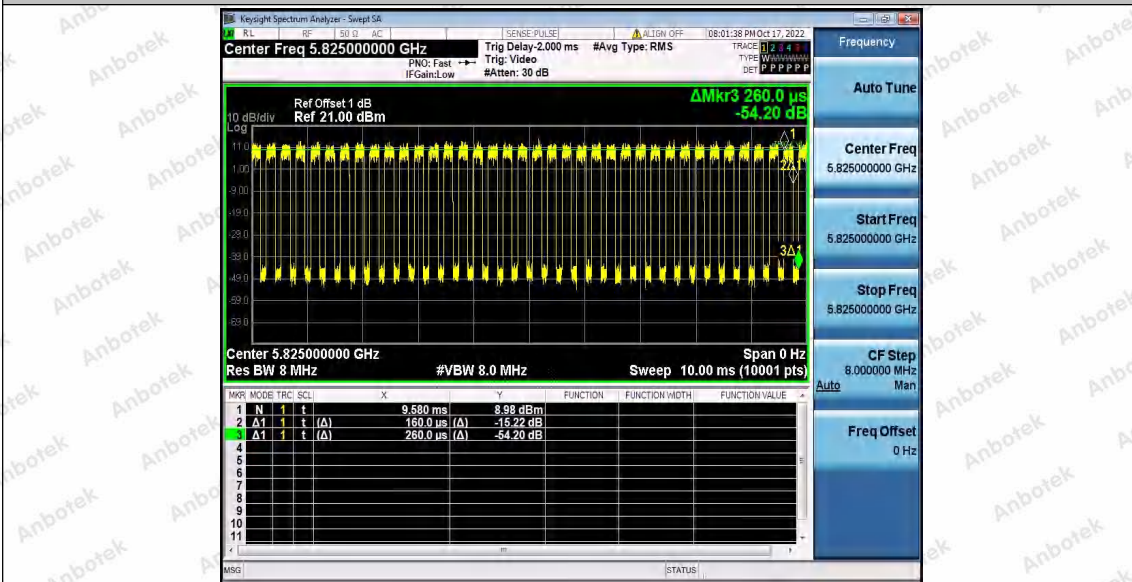 Keysight Spectrum Analyzer - Swept SA
RL RF 50 Ω AC SENSE:PULSE ALIGN OFF 08:01:38 PM Oct 17, 2022
Center Freq 5.825000000 GHz
PNO: Fast
IFGain:Low
Trig Delay-2.000 ms #Avg Type: RMS
Trig: Video
#Atten: 30 dB
TRACE 1 2 3 4 5 6
TYPE W
DET P P P P P P
Frequency
Auto Tune
Center Freq
5.825000000 GHz
Start Freq
5.825000000 GHz
Stop Freq
5.825000000 GHz
CF Step
8.000000 MHz
Auto Man
Freq Offset
0 Hz
ΔMkr3 260.0 µs
-54.20 dB
Ref Offset 1 dB
10 dB/div Ref 21.00 dBm
Log
11.0
1.00
-9.00
-19.0
-29.0
-39.0
-49.0
-59.0
-69.0
1
2Δ1
3Δ1
Center 5.825000000 GHz Span 0 Hz
Res BW 8 MHz #VBW 8.0 MHz Sweep 10.00 ms (10001 pts)
MKR MODE TRC SCL X Y FUNCTION FUNCTION WIDTH FUNCTION VALUE
1 N 1 t 9.580 ms 8.98 dBm
2 Δ1 1 t (Δ) 160.0 µs (Δ) -15.22 dB
3 Δ1 1 t (Δ) 260.0 µs (Δ) -54.20 dB
4
5
6
7
8
9
10
11
MSG STATUS
Anbotek